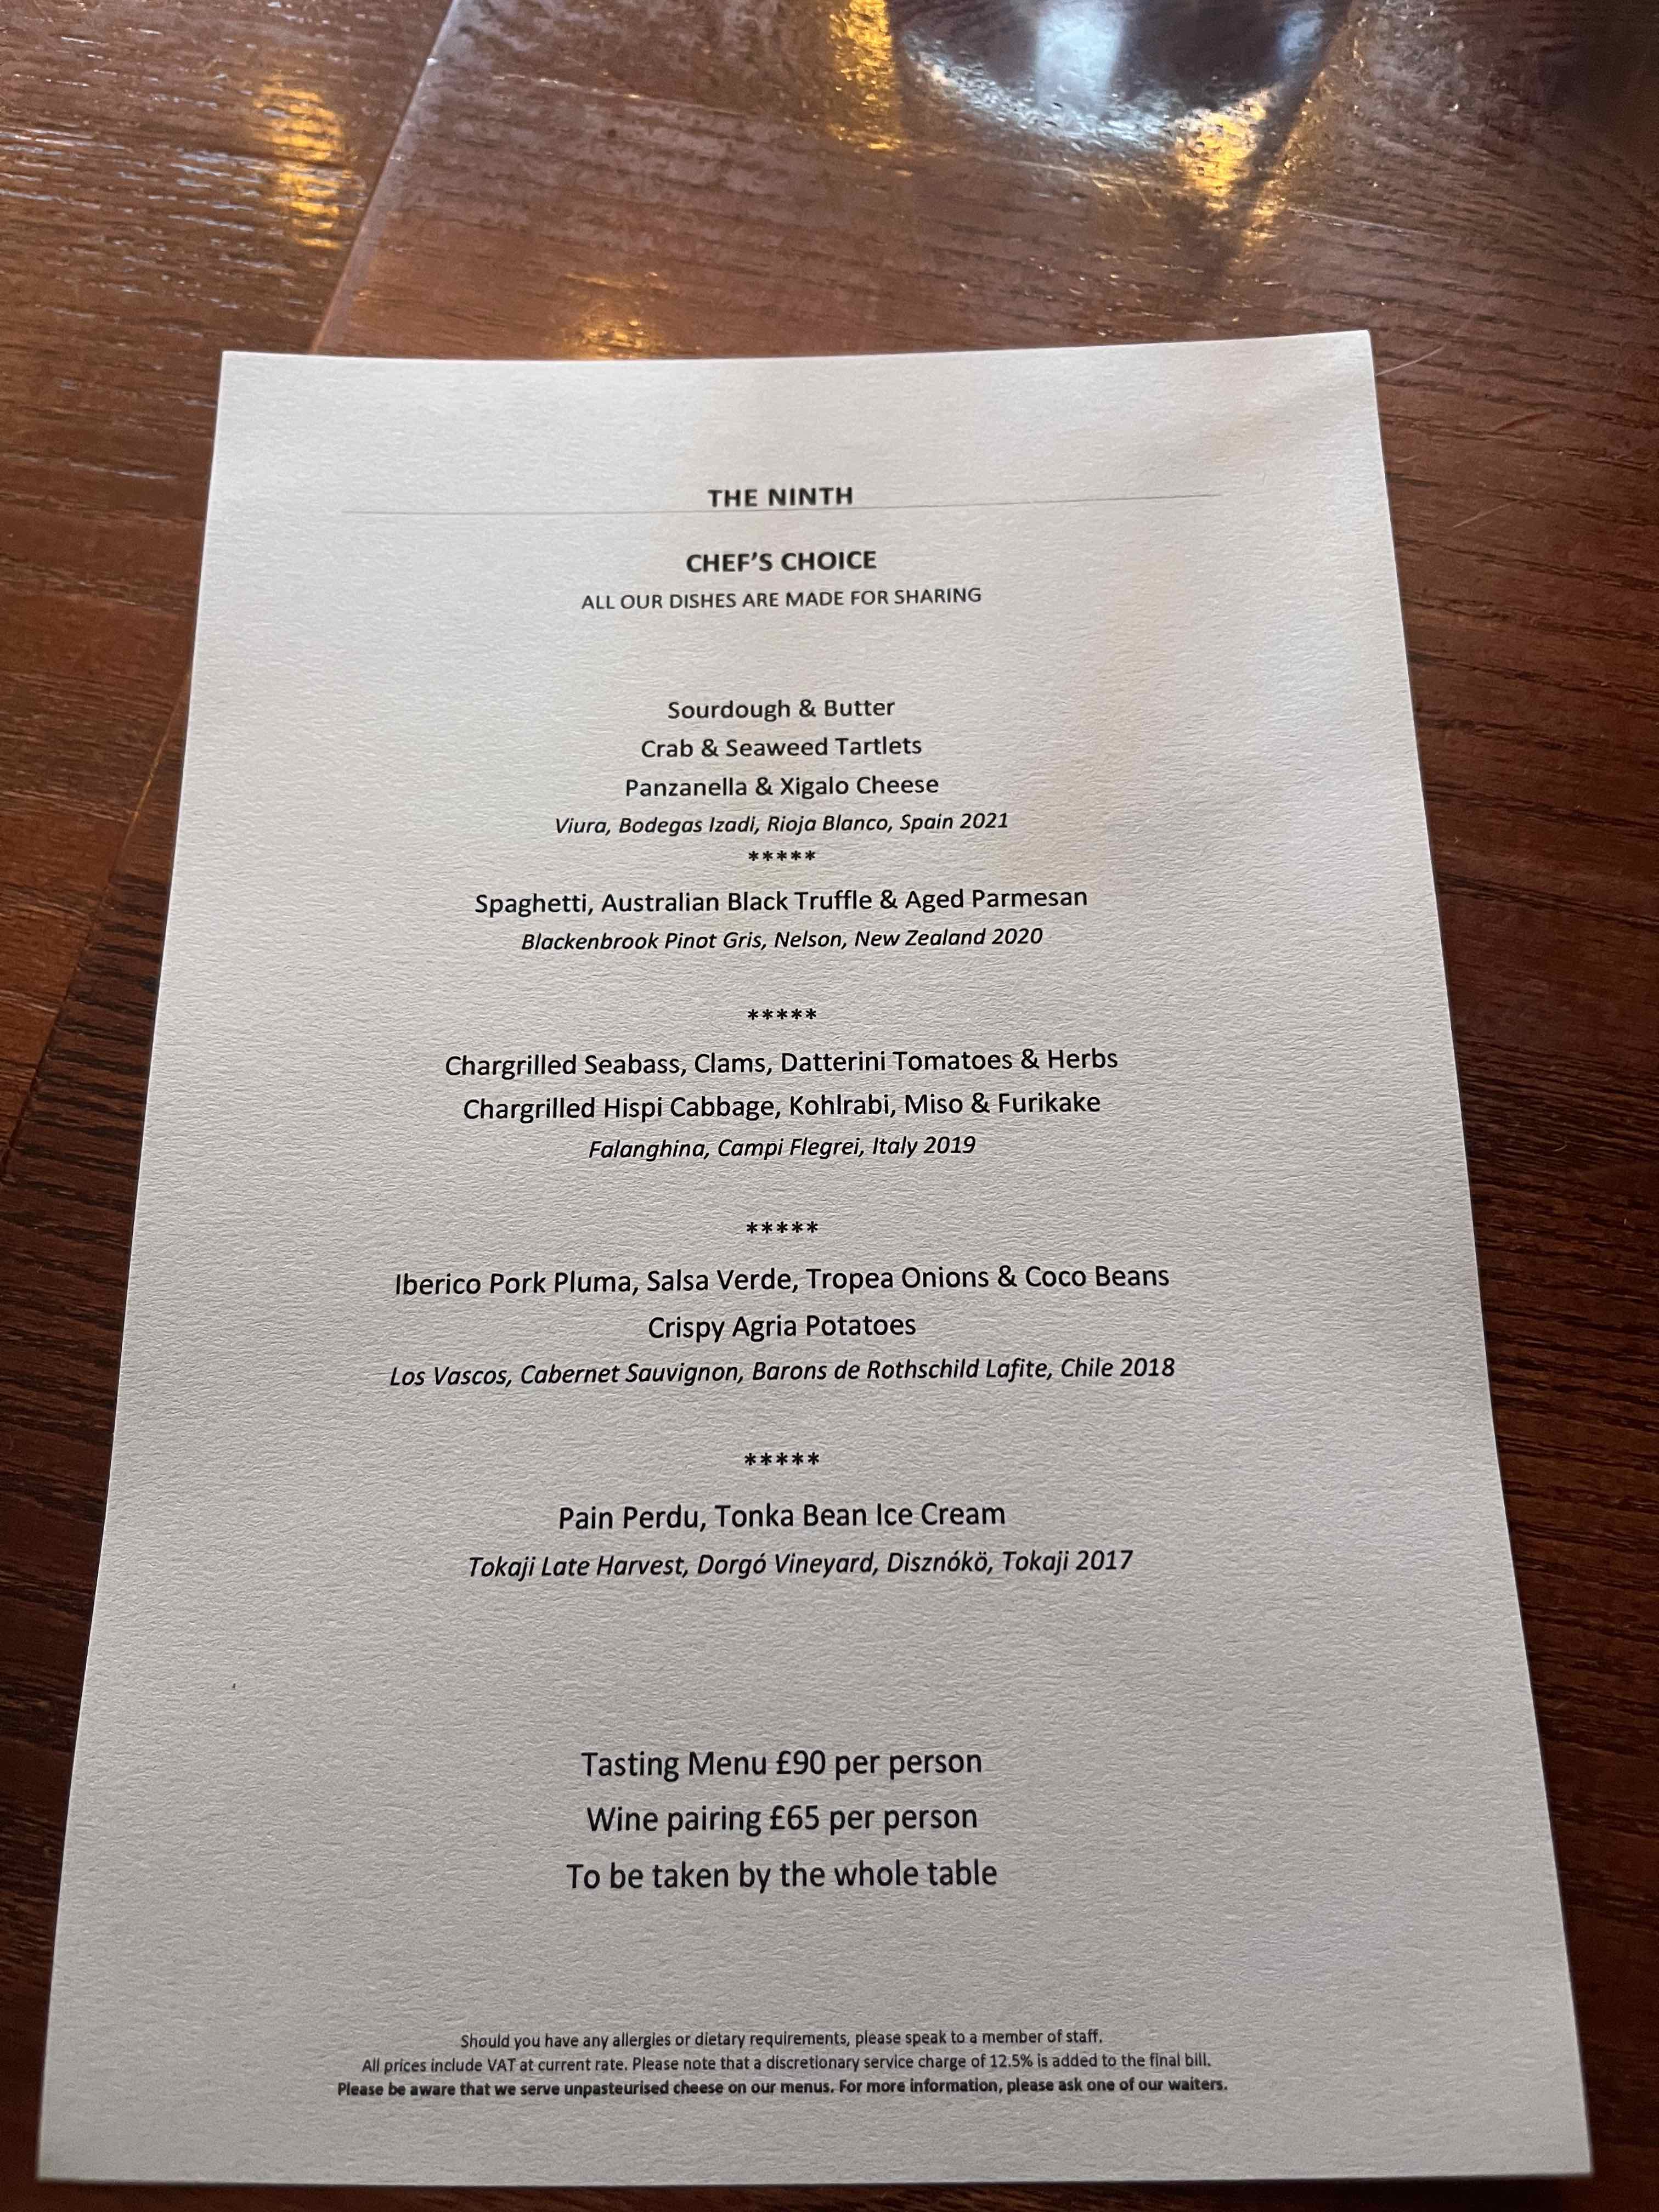 THE NINTH
CHEF'S CHOICE
ALL OUR DISHES ARE MADE FOR SHARING
Sourdough & Butter
Crab & Seaweed Tartlets
Panzanella & Xigalo Cheese
Viura, Bodegas Izadi, Rioja Blanco, Spain 2021
*****
Spaghetti, Australian Black Truffle & Aged Parmesan
Blackenbrook Pinot Gris, Nelson, New Zealand 2020
*****
Chargrilled Seabass, Clams, Datterini Tomatoes & Herbs
Chargrilled Hispi Cabbage, Kohlrabi, Miso & Furikake
Falanghina, Campi Flegrei, Italy 2019
*****
Iberico Pork Pluma, Salsa Verde, Tropea Onions & Coco Beans
Crispy Agria Potatoes
Los Vascos, Cabernet Sauvignon, Barons de Rothschild Lafite, Chile 2018
*****
Pain Perdu, Tonka Bean Ice Cream
Tokaji Late Harvest, Dorgó Vineyard, Disznókö, Tokaji 2017
Tasting Menu £90 per person
Wine pairing £65 per person
To be taken by the whole table
Should you have any allergies or dietary requirements, please speak to a member of staff.
All prices include VAT at current rate. Please note that a discretionary service charge of 12.5% is added to the final bill.
Please be aware that we serve unpasteurised cheese on our menus. For more information, please ask one of our waiters.